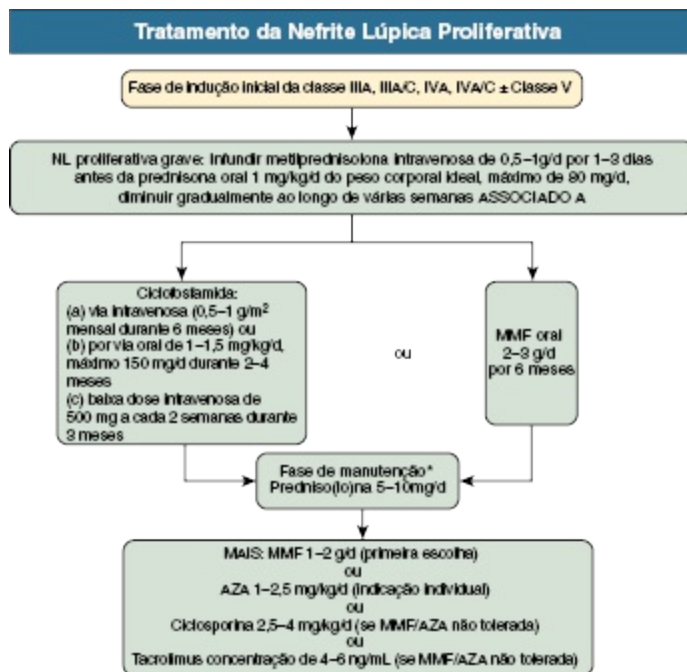 Tratamento da Nefrite Lúpica Proliferativa
Fase de indução inicial da classe IIIA, IIIA/C, IVA, IVA/C ± Classe V
NL proliferativa grave: Infundir metilprednisolona intravenosa de 0,5–1g/d por 1–3 dias
antes da prednisona oral 1 mg/kg/d do peso corporal ideal, máximo de 80 mg/d,
diminuir gradualmente ao longo de várias semanas ASSOCIADO A
Ciclofosfamida:
(a) via intravenosa (0,5–1 g/m²
mensal durante 6 meses) ou
(b) por via oral de 1–1,5 mg/kg/d,
máximo 150 mg/d durante 2–4
meses
(c) baixa dose intravenosa de
500 mg a cada 2 semanas durante
3 meses
ou
MMF oral
2–3 g/d
por 6 meses
Fase de manutenção*
Predniso(lo)na 5–10mg/d
MAIS: MMF 1–2 g/d (primeira escolha)
ou
AZA 1–2,5 mg/kg/d (indicação individual)
ou
Ciclosporina 2,5–4 mg/kg/d (se MMF/AZA não tolerada)
ou
Tacrolimus concentração de 4–6 ng/mL (se MMF/AZA não tolerada)